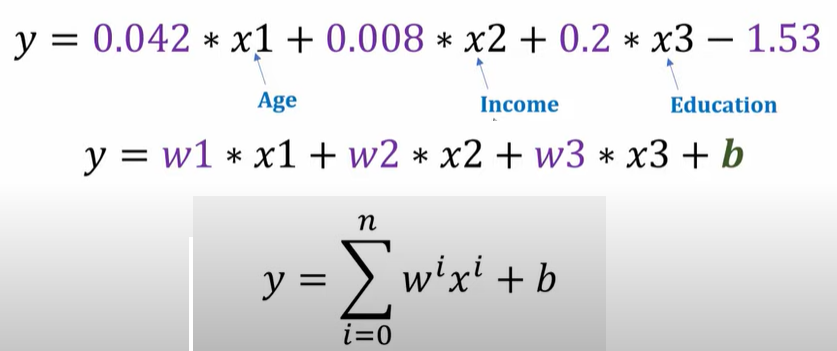 y = 0.042 * x1 + 0.008 * x2 + 0.2 * x3 − 1.53
Age Income Education
y = w1 * x1 + w2 * x2 + w3 * x3 + b
n
y = ∑ wⁱxⁱ + b
i=0